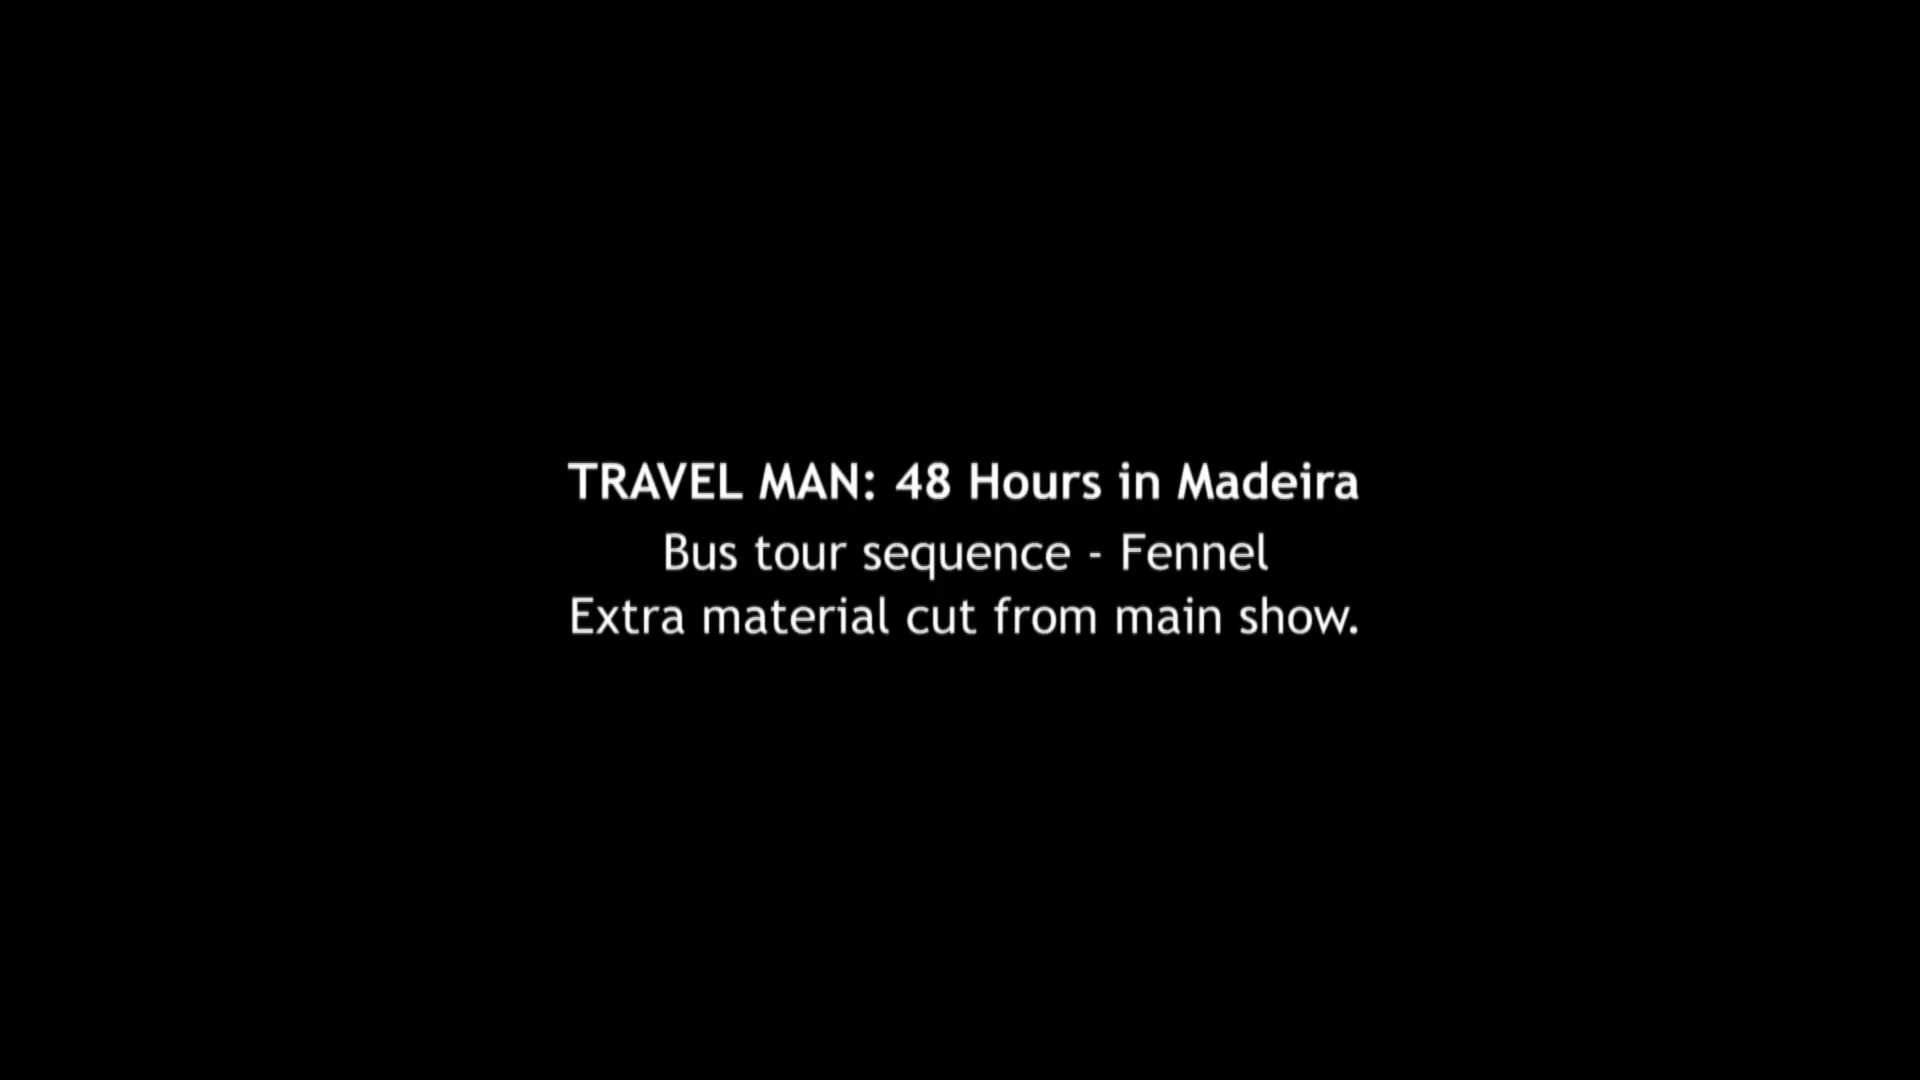 TRAVEL MAN: 48 Hours in Madeira
Bus tour sequence - Fennel
Extra material cut from main show.